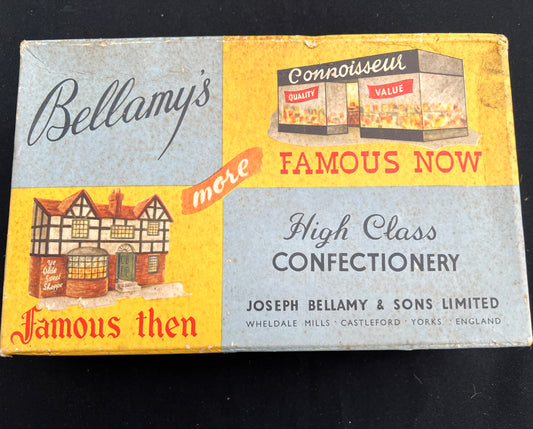 Bellamy's
Connoisseur
QUALITY
VALUE
more
FAMOUS NOW
Ye
Olde
Sweet
Shoppe
Famous then
High Class
CONFECTIONERY
JOSEPH BELLAMY & SONS LIMITED
WHELDALE MILLS · CASTLEFORD · YORKS · ENGLAND